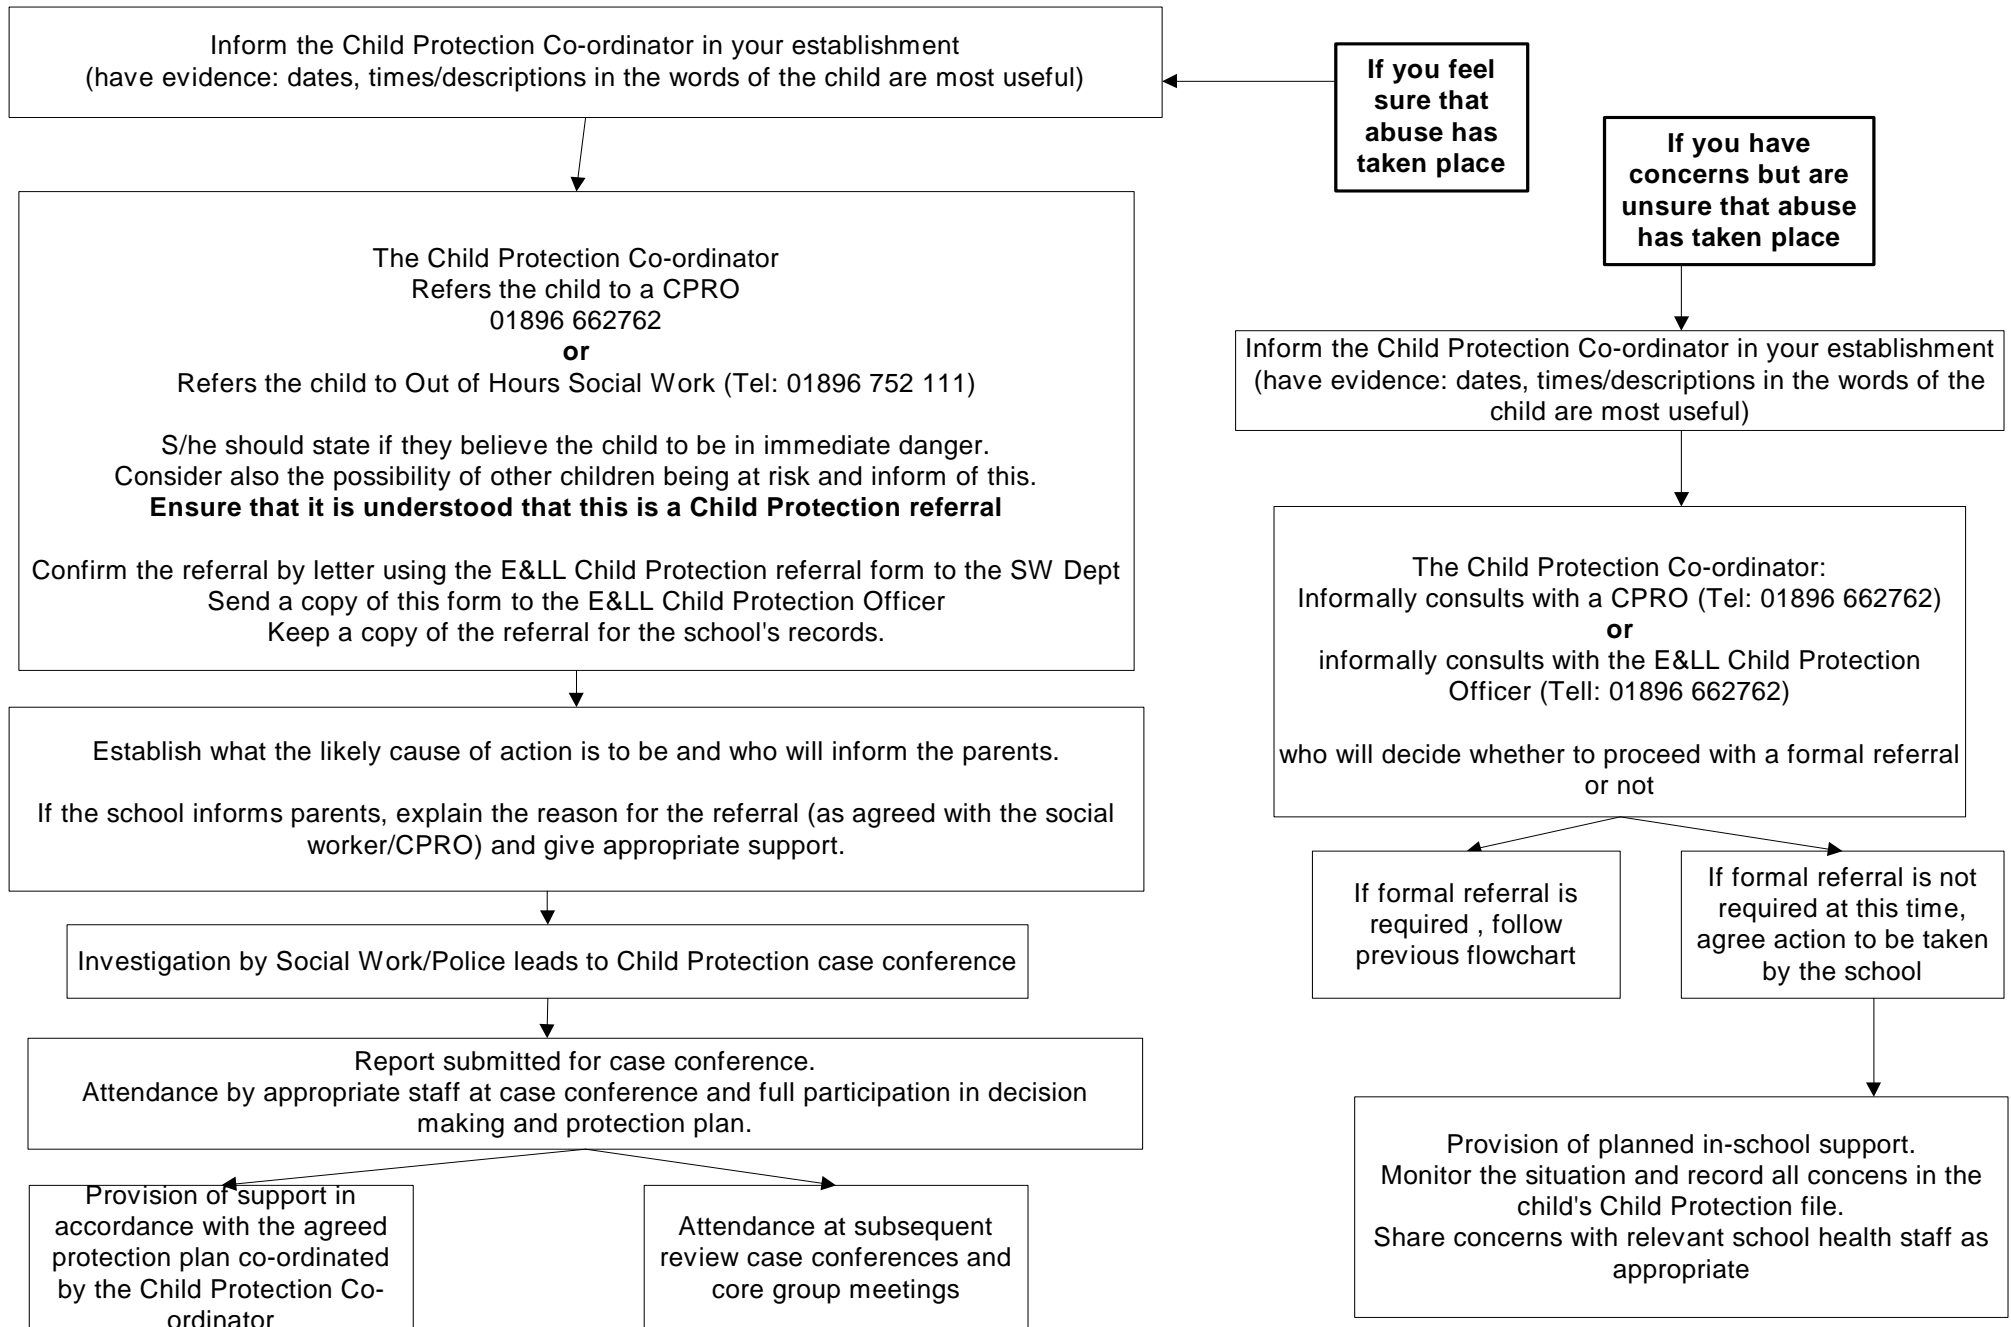 Inform the Child Protection Co-ordinator in your establishment
(have evidence: dates, times/descriptions in the words of the child are most useful)
If you feel
sure that
abuse has
taken place
The Child Protection Co-ordinator
Refers the child to a CPRO
01896 662762
or
Refers the child to Out of Hours Social Work (Tel: 01896 752 111)
S/he should state if they believe the child to be in immediate danger.
Consider also the possibility of other children being at risk and inform of this.
Ensure that it is understood that this is a Child Protection referral
Confirm the referral by letter using the E&LL Child Protection referral form to the SW Dept
Send a copy of this form to the E&LL Child Protection Officer
Keep a copy of the referral for the school's records.
Establish what the likely cause of action is to be and who will inform the parents.
If the school informs parents, explain the reason for the referral (as agreed with the social
worker/CPRO) and give appropriate support.
Investigation by Social Work/Police leads to Child Protection case conference
Report submitted for case conference.
Attendance by appropriate staff at case conference and full participation in decision
making and protection plan.
Provision of support in
accordance with the agreed
protection plan co-ordinated
by the Child Protection Co-
ordinator
Attendance at subsequent
review case conferences and
core group meetings
If you have
concerns but are
unsure that abuse
has taken place
Inform the Child Protection Co-ordinator in your establishment
(have evidence: dates, times/descriptions in the words of the
child are most useful)
The Child Protection Co-ordinator:
Informally consults with a CPRO (Tel: 01896 662762)
or
informally consults with the E&LL Child Protection
Officer (Tell: 01896 662762)
who will decide whether to proceed with a formal referral
or not
If formal referral is
required , follow
previous flowchart
If formal referral is not
required at this time,
agree action to be taken
by the school
Provision of planned in-school support.
Monitor the situation and record all concens in the
child's Child Protection file.
Share concerns with relevant school health staff as
appropriate